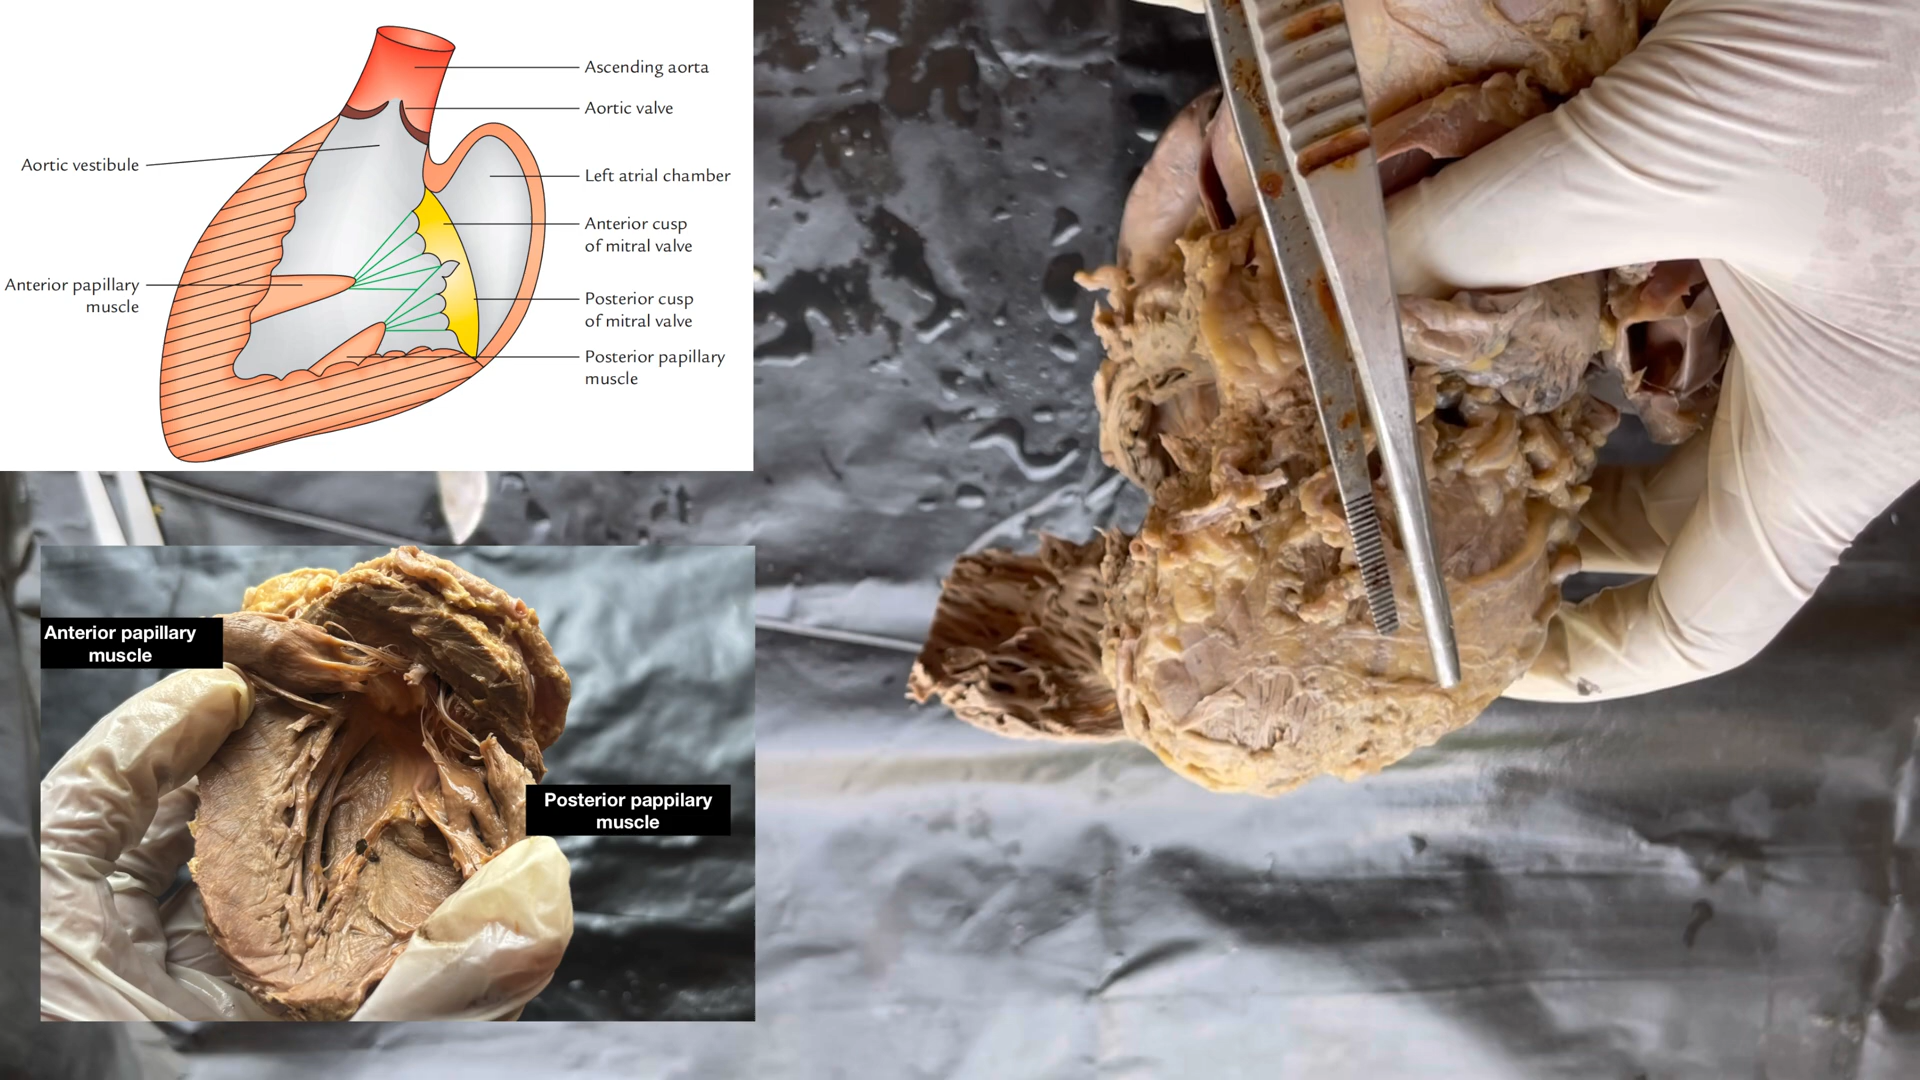 Ascending aorta
Aortic valve
Aortic vestibule
Left atrial chamber
Anterior cusp
of mitral valve
Anterior papillary
muscle
Posterior cusp
of mitral valve
Posterior papillary
muscle
Anterior papillary
muscle
Posterior pappilary
muscle